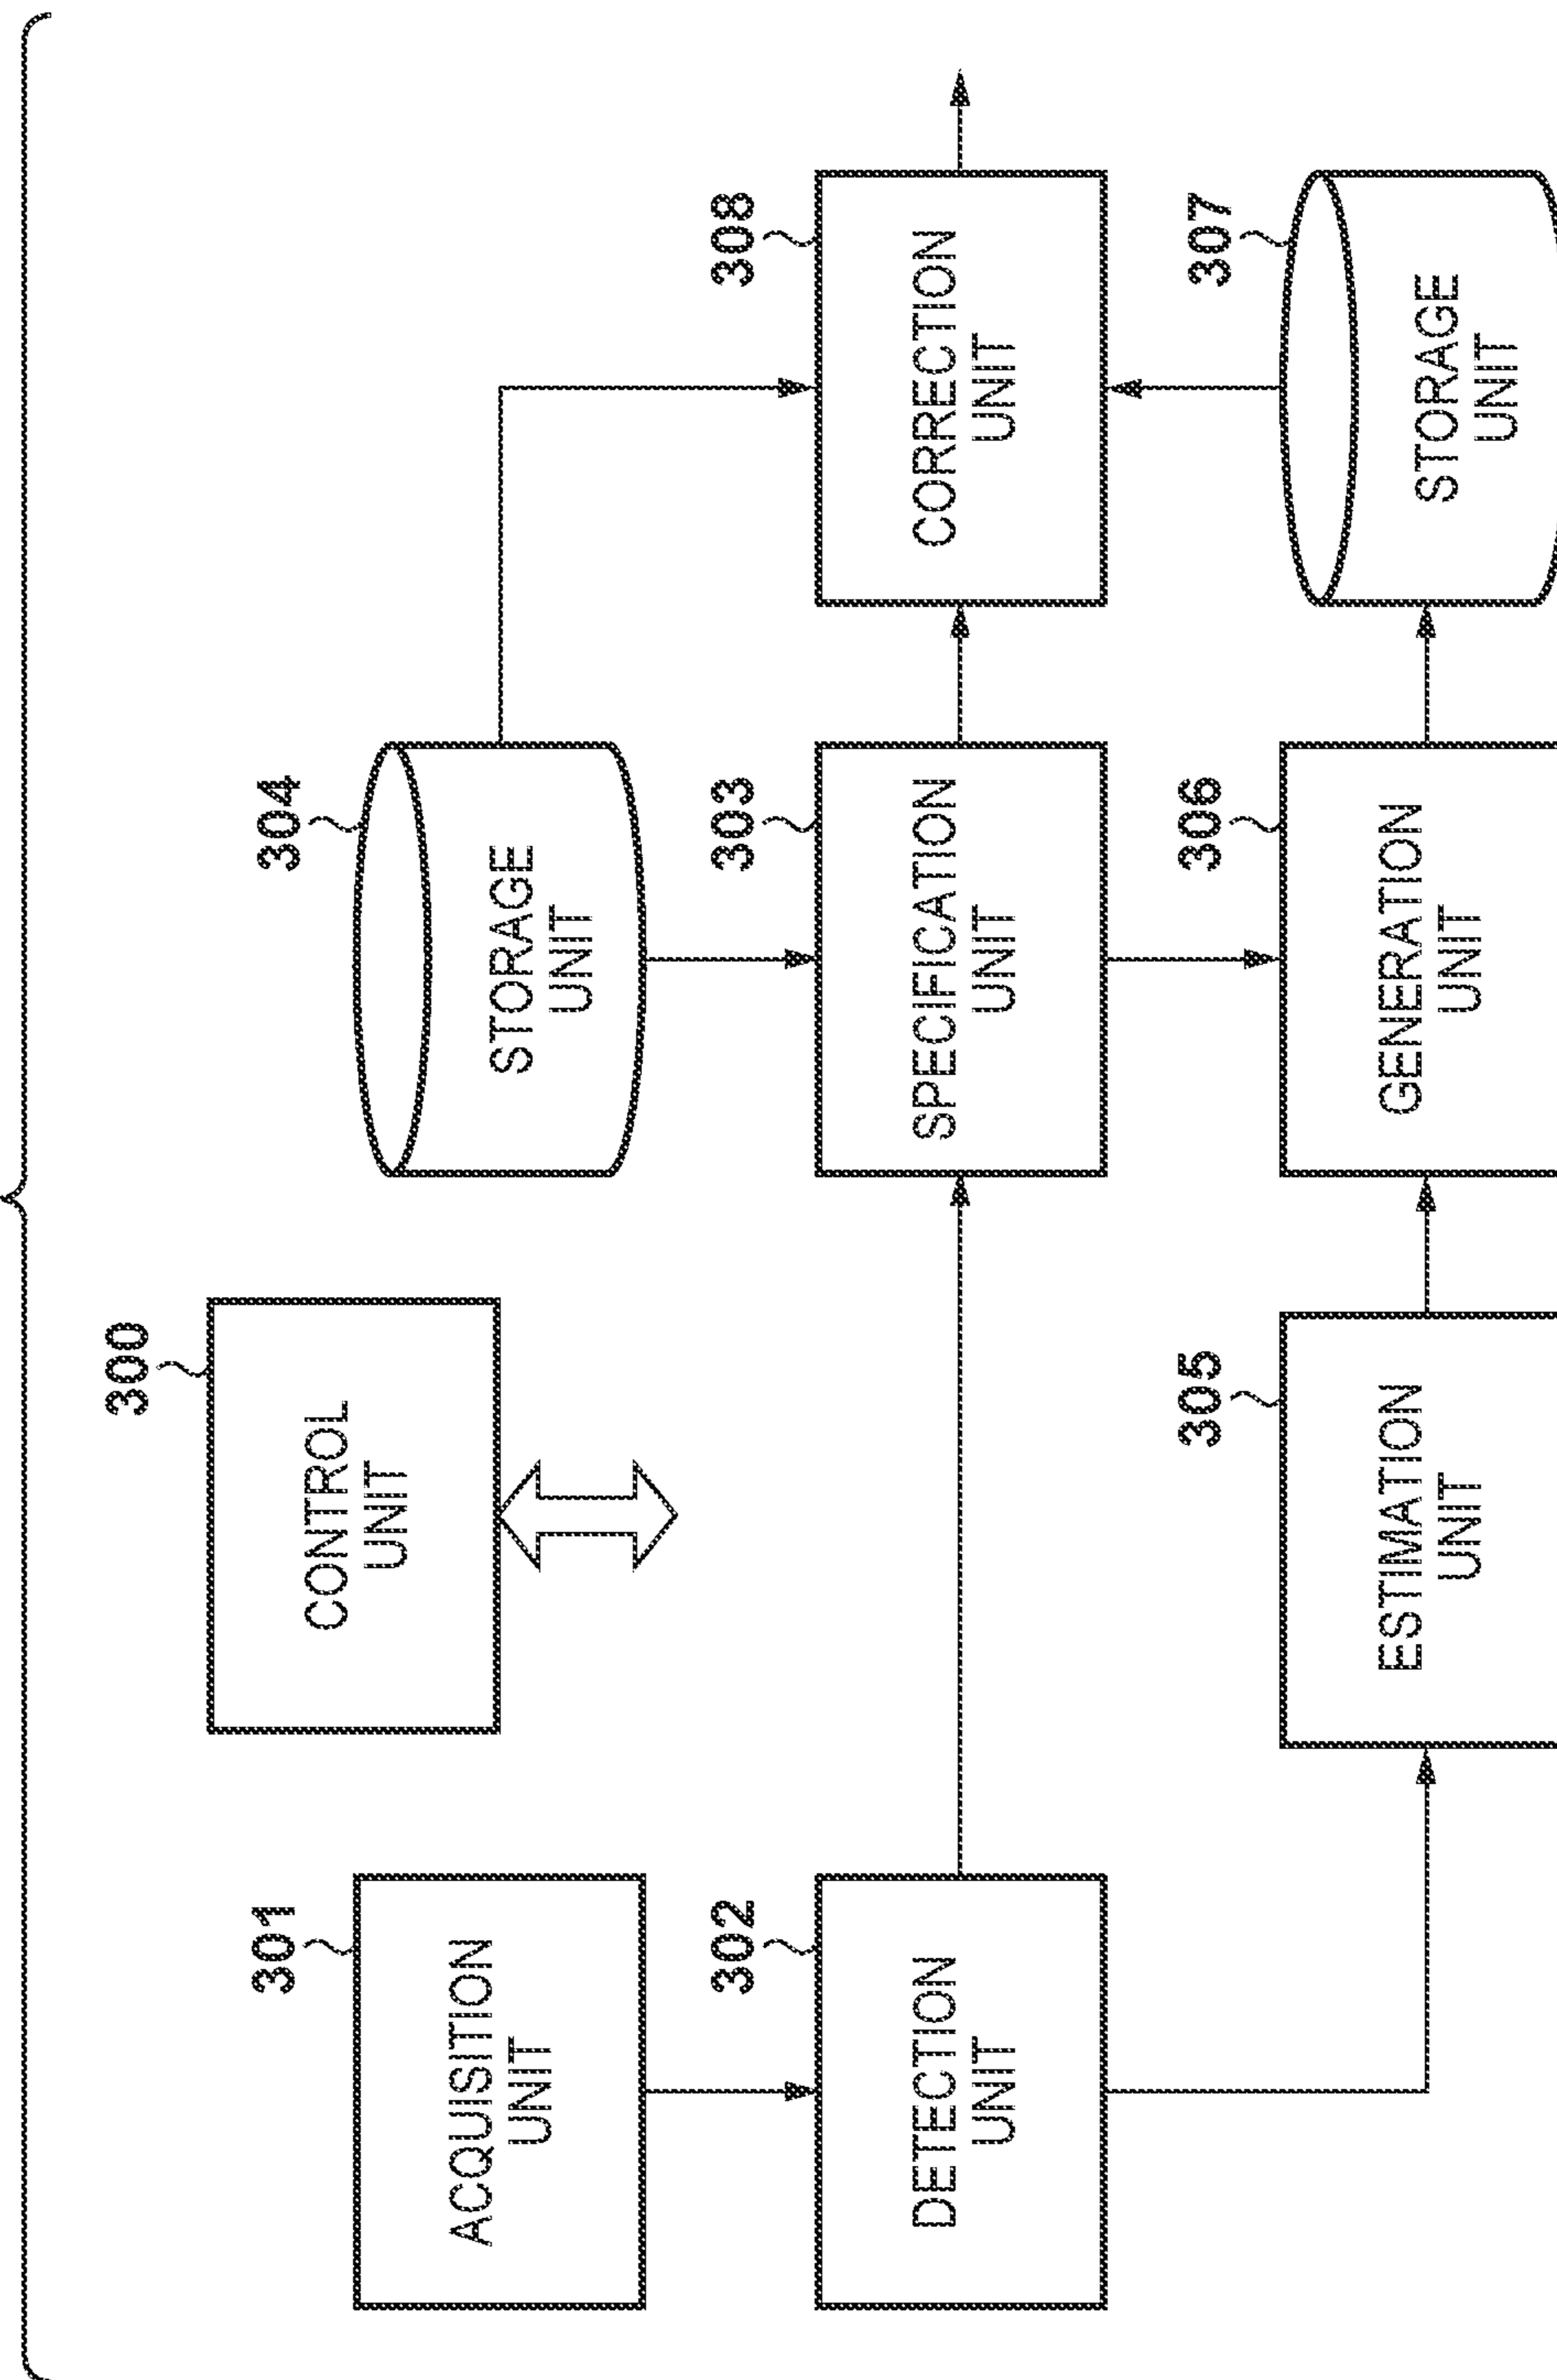 300
CONTROL
UNIT
301
ACQUISITION
UNIT
304
STORAGE
UNIT
302
DETECTION
UNIT
303
SPECIFICATION
UNIT
308
CORRECTION
UNIT
305
ESTIMATION
UNIT
306
GENERATION
UNIT
307
STORAGE
UNIT